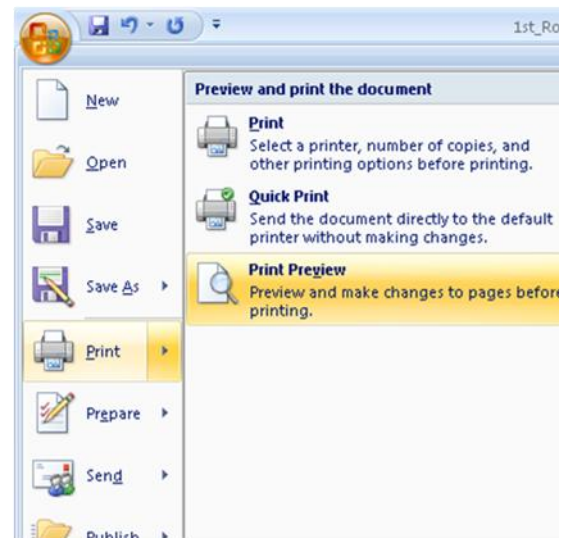 1st_Ro
New
Open
Save
Save As
Print
Prepare
Send
Publish
Preview and print the document
Print
Select a printer, number of copies, and
other printing options before printing.
Quick Print
Send the document directly to the default
printer without making changes.
Print Preview
Preview and make changes to pages before
printing.